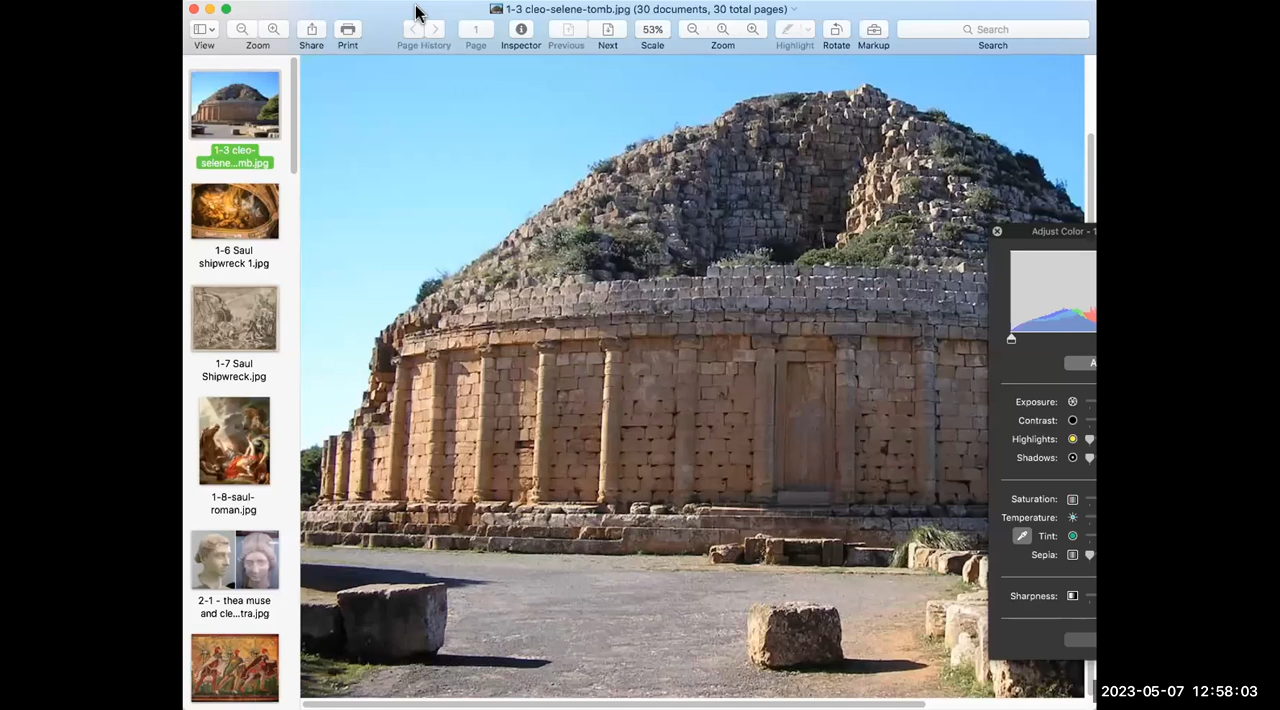 1-3 cleo-selene-tomb.jpg (30 documents, 30 total pages)
View
Zoom
Share
Print
Page History
1
Page
Inspector
Previous
Next
53%
Scale
Zoom
Highlight
Rotate
Markup
Search
Search
1-3 cleo-
selene...mb.jpg
1-6 Saul
shipwreck 1.jpg
1-7 Saul
Shipwreck.jpg
1-8-saul-
roman.jpg
2-1 - thea muse
and cle...tra.jpg
Adjust Color - 1
A
Exposure:
Contrast:
Highlights:
Shadows:
Saturation:
Temperature:
Tint:
Sepia:
Sharpness:
2023-05-07 12:58:03